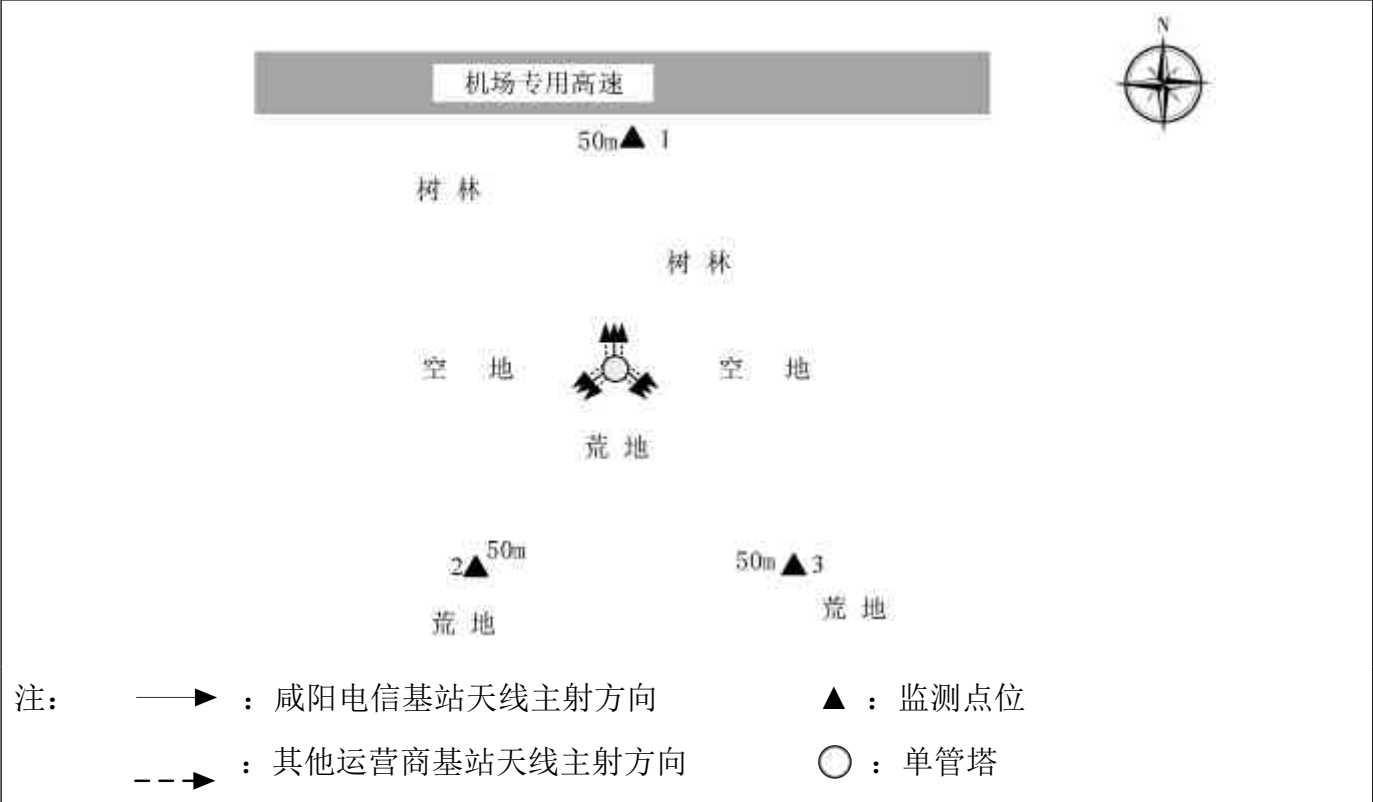 N
机场专用高速
50m▲ 1
树 林
树 林
空 地
空 地
荒 地
2▲50m
50m ▲3
荒 地
荒 地
注： ：咸阳电信基站天线主射方向 ▲ ：监测点位
：其他运营商基站天线主射方向 ：单管塔